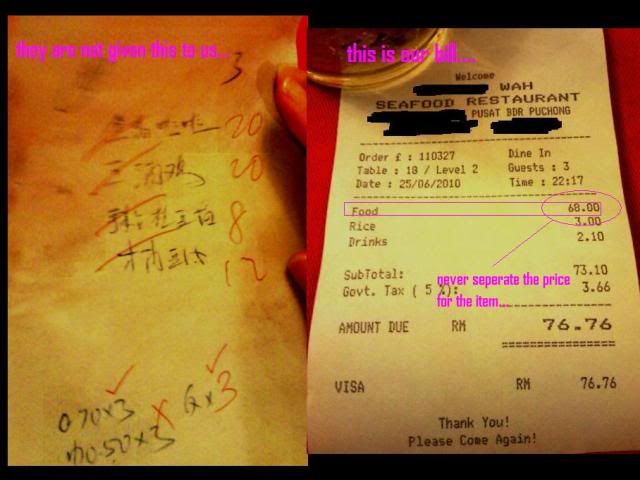 they are not given this to us...
3
20
20
8
12
0.70x3
x3
0.50x3
this is our bill....
Welcome
WAH
SEAFOOD RESTAURANT
PUSAT BDR PUCHONG
Order £ : 110327 Dine In
Table : 18 / Level 2 Guests : 3
Date : 25/06/2010 Time : 22:17
Food 68.00
Rice 3.00
Drinks 2.10
SubTotal: 73.10
Govt. Tax ( 5 %): 3.66
never seperate the price
for the item...
AMOUNT DUE RM 76.76
VISA RM 76.76
Thank You!
Please Come Again!